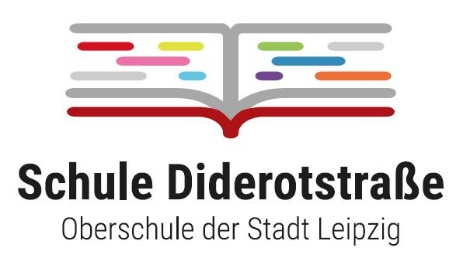 Schule Diderotstraße
Oberschule der Stadt Leipzig